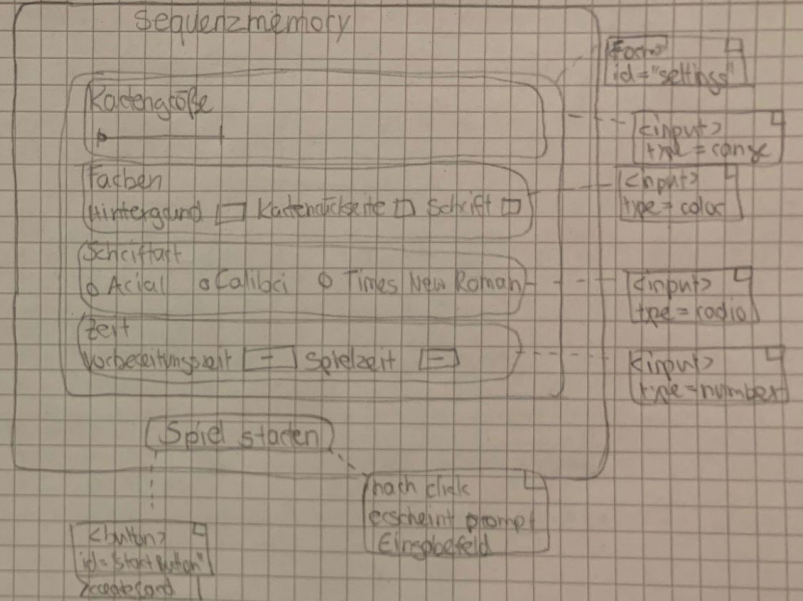 Sequenzmemory
Form
id="settings"
Kartengröße
<input>
type=range
Farben
Hintergrund Kartenrückseite Schrift
<input>
type=color
Schriftart
Arial Calibri Times New Roman
<input>
type=radio
Zeit
Vorbereitungszeit Spielzeit
<input>
type=number
Spiel starten
nach click
erscheint prompt
Eingabefeld
<button>
id="startbutton"